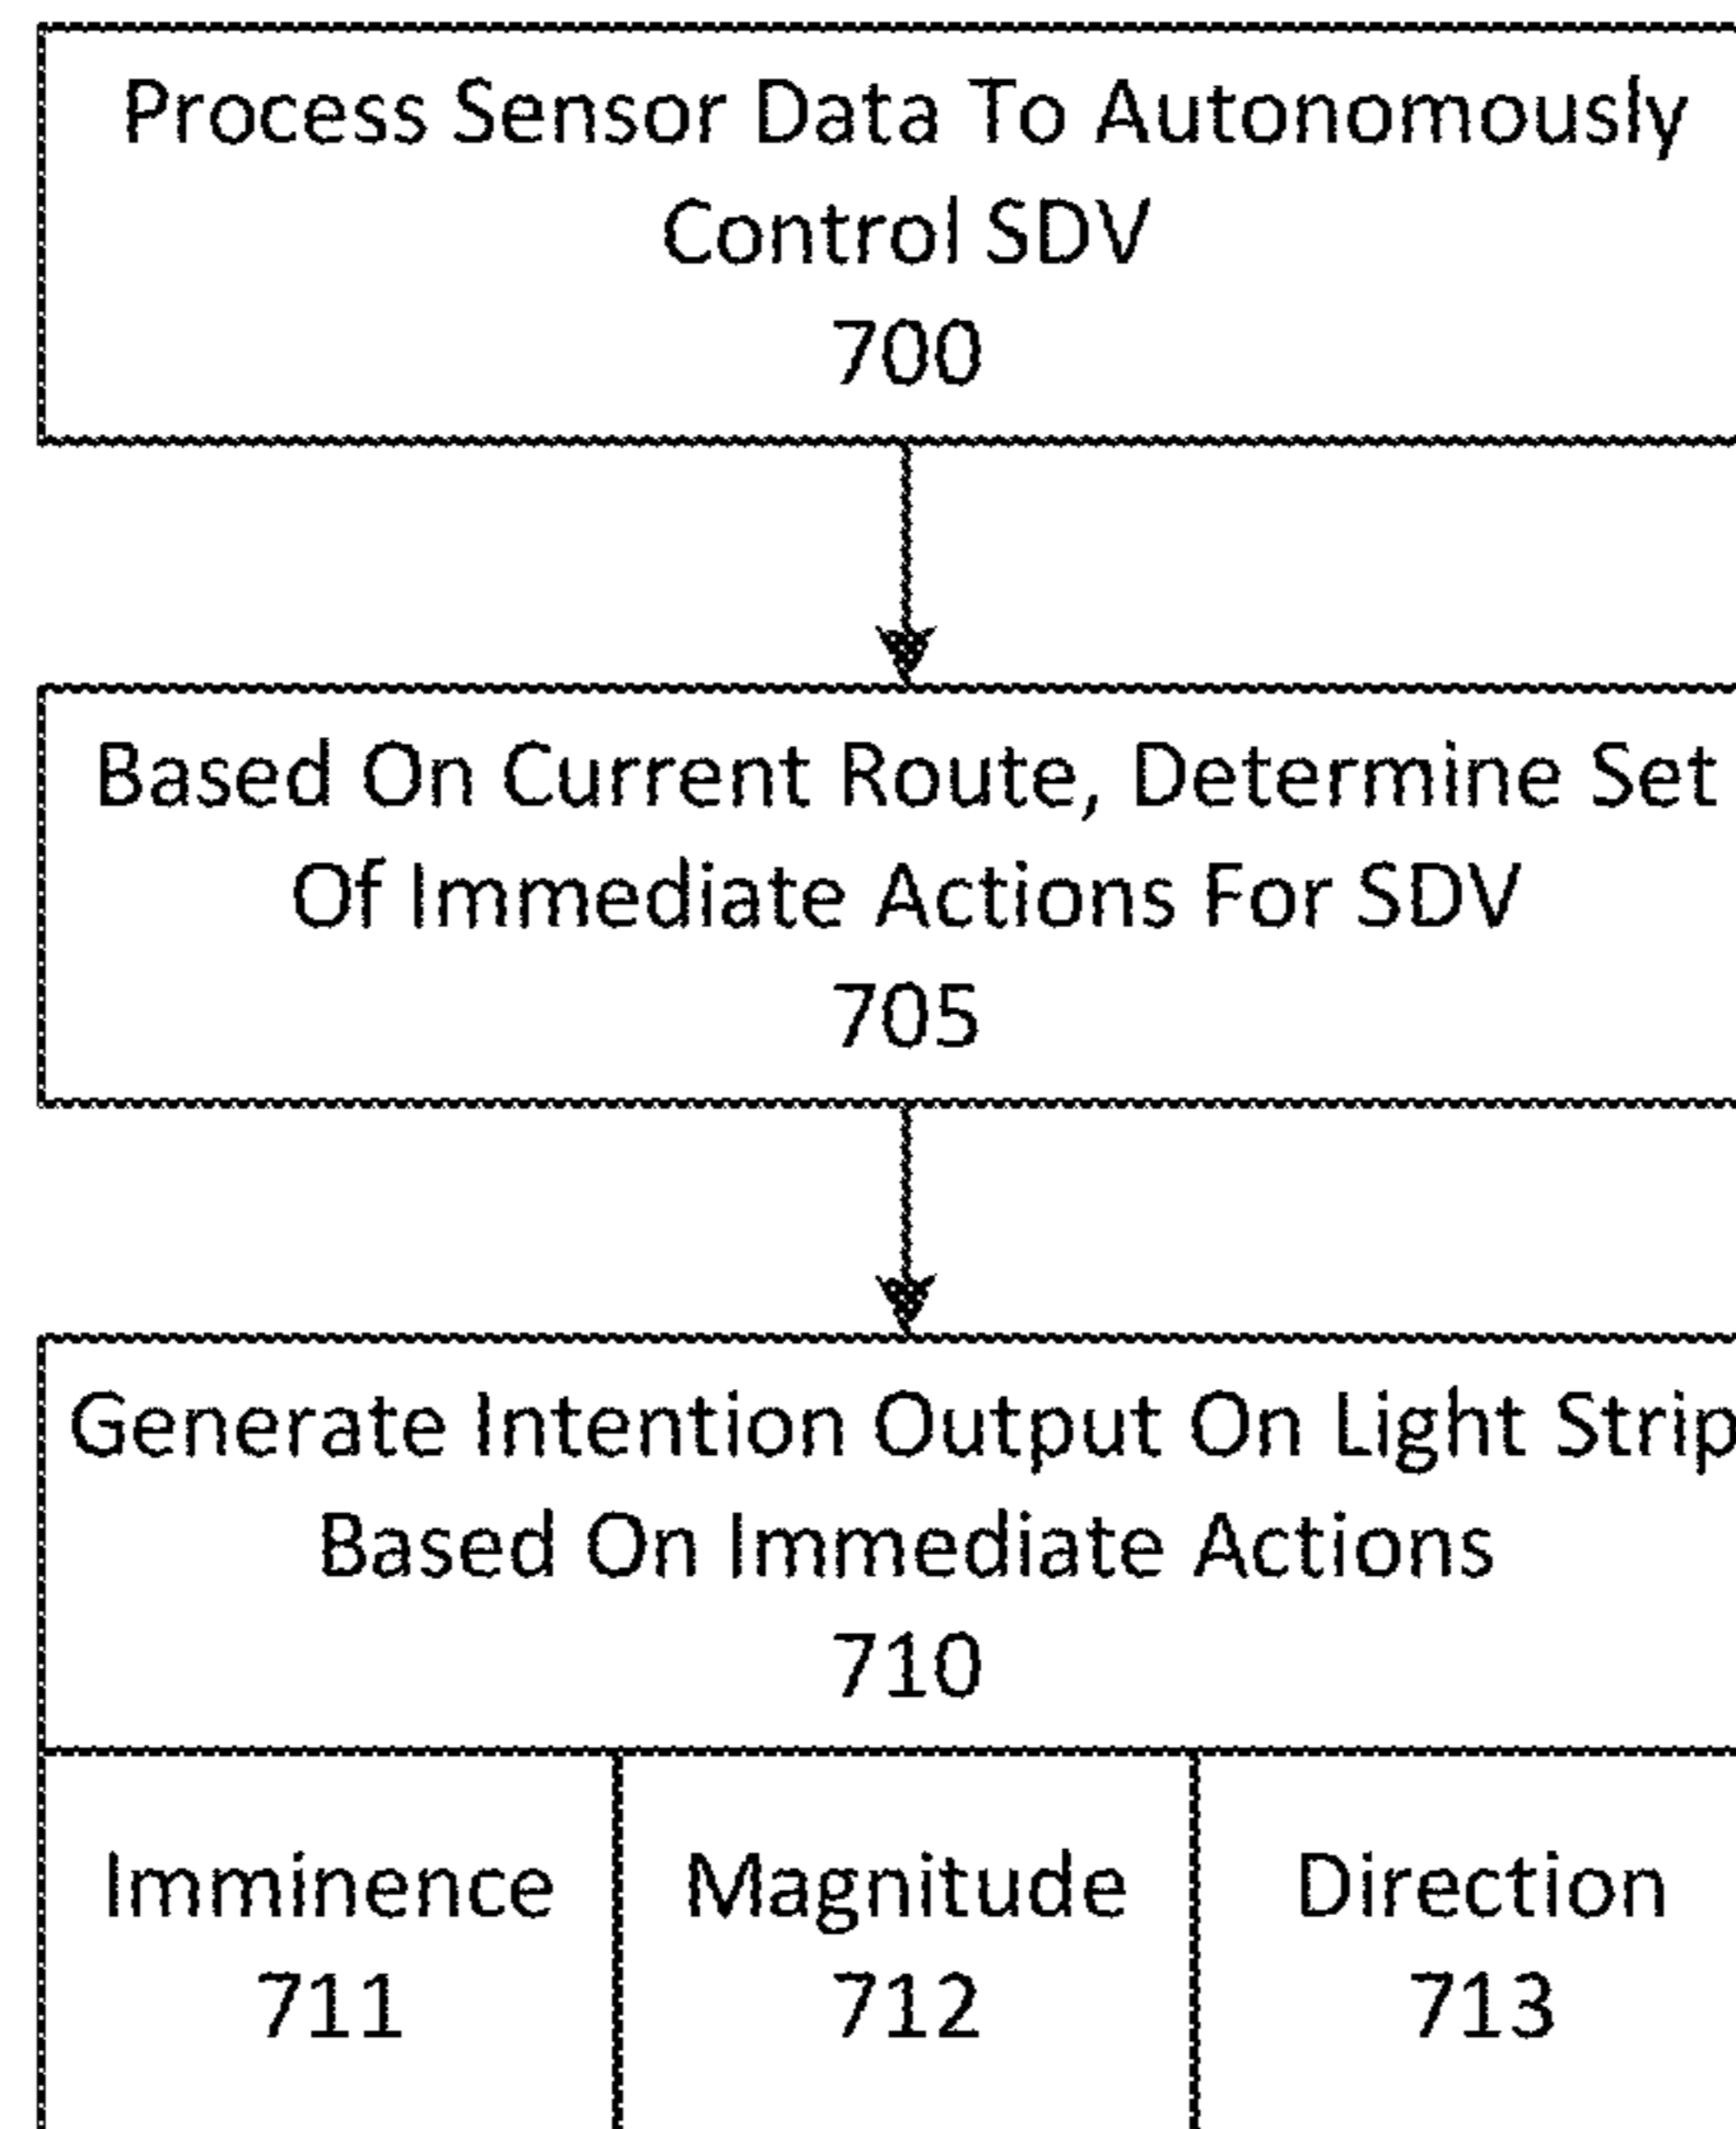 Process Sensor Data To Autonomously
Control SDV
700
Based On Current Route, Determine Set
Of Immediate Actions For SDV
705
Generate Intention Output On Light Strip
Based On Immediate Actions
710
Imminence
Magnitude
Direction
711
712
713